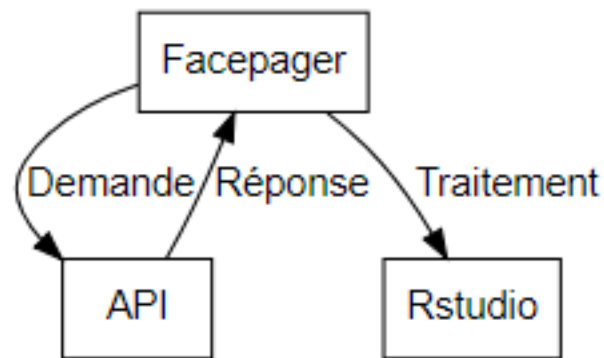 Facepager
Demande
Réponse
Traitement
API
Rstudio